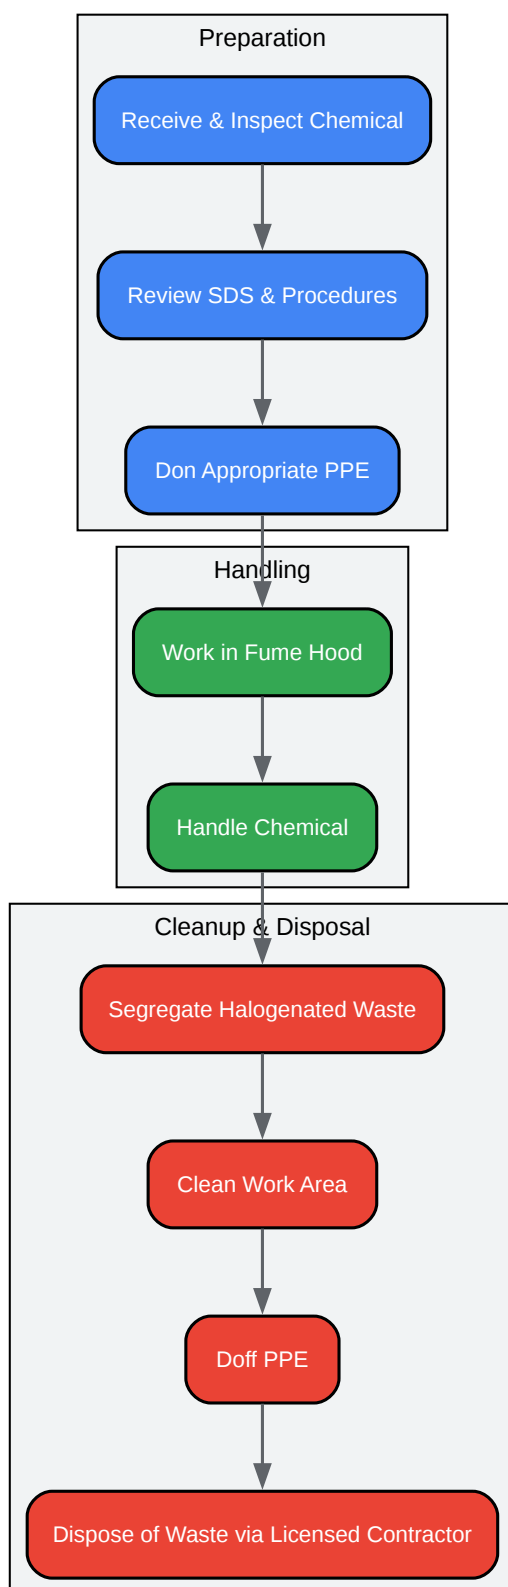 Preparation
Receive & Inspect Chemical
Review SDS & Procedures
Don Appropriate PPE
Handling
Work in Fume Hood
Handle Chemical
Cleanup & Disposal
Segregate Halogenated Waste
Clean Work Area
Doff PPE
Dispose of Waste via Licensed Contractor